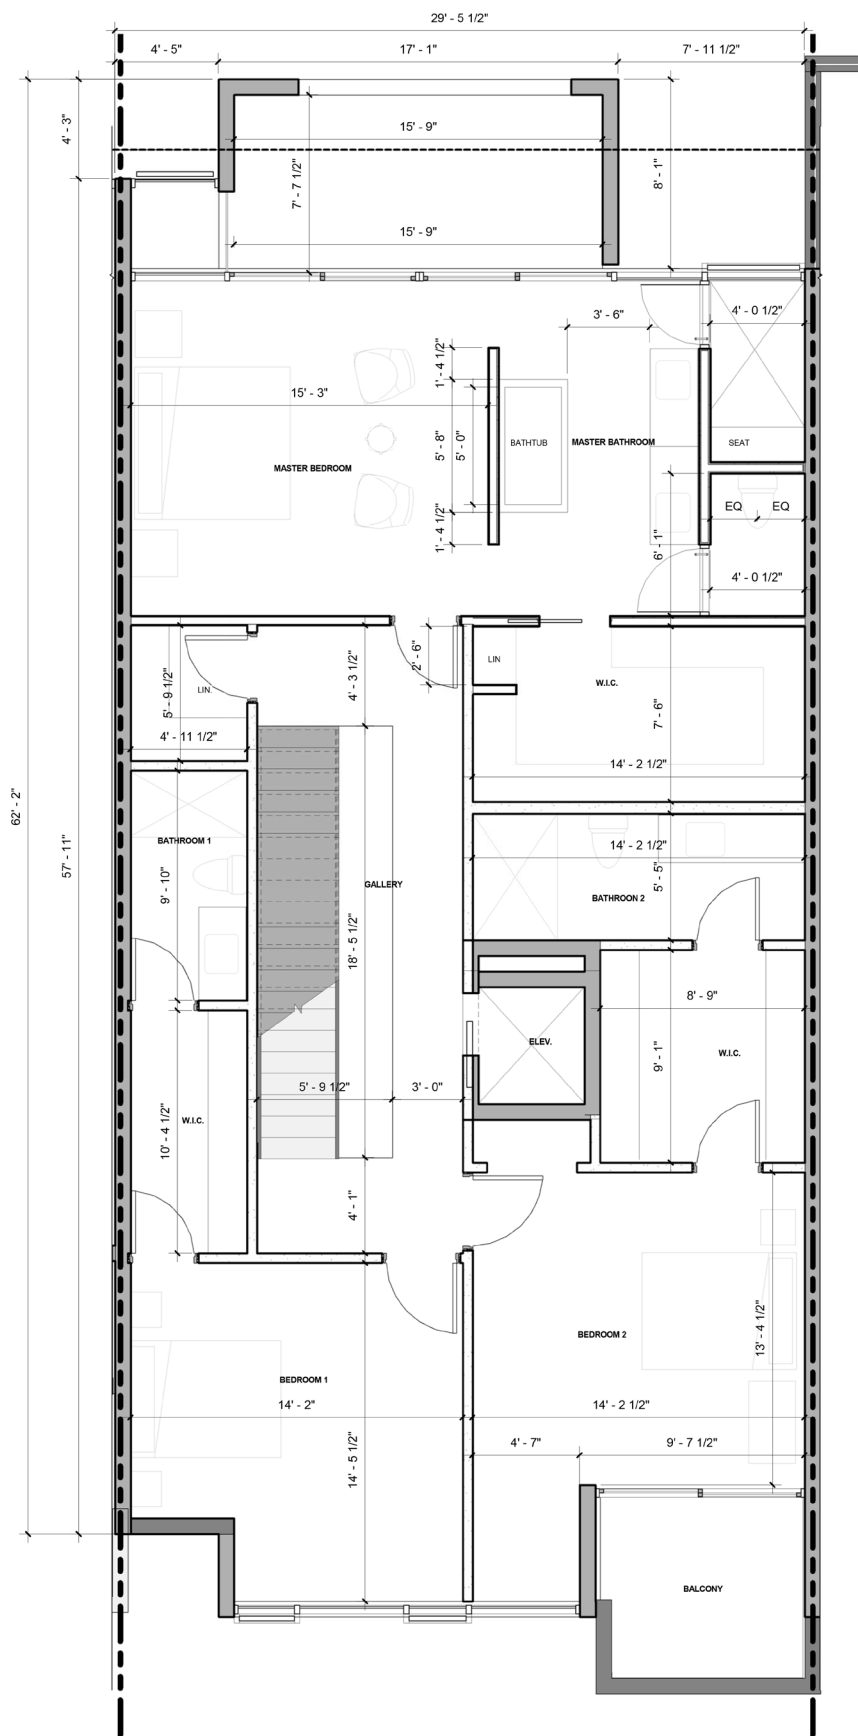 29' - 5 1/2"
4' - 5"
17' - 1"
7' - 11 1/2"
4' - 3"
15' - 9"
7' - 7 1/2"
8' - 1"
15' - 9"
3' - 6"
4' - 0 1/2"
1' - 4 1/2"
15' - 3"
5' - 8"
5' - 0"
BATHTUB
MASTER BATHROOM
SEAT
MASTER BEDROOM
EQ
EQ
1' - 4 1/2"
6' - 1"
4' - 0 1/2"
2' - 6"
4' - 3 1/2"
LIN
5' - 9 1/2"
LIN.
W.I.C.
7' - 6"
4' - 11 1/2"
14' - 2 1/2"
62' - 2"
57' - 11"
BATHROOM 1
14' - 2 1/2"
9' - 10"
GALLERY
5' - 5"
BATHROON 2
18' - 5 1/2"
8' - 9"
ELEV.
9' - 1"
W.I.C.
5' - 9 1/2"
3' - 0"
10' - 4 1/2"
W.I.C.
4' - 1"
13' - 4 1/2"
BEDROOM 2
BEDROOM 1
14' - 2"
14' - 2 1/2"
4' - 7"
9' - 7 1/2"
14' - 5 1/2"
BALCONY